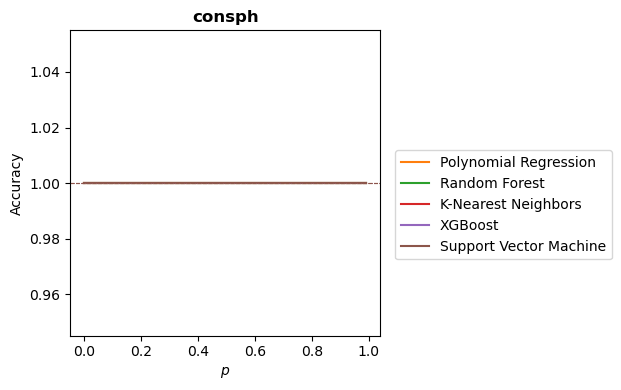 consph
1.04
1.02
1.00
0.98
0.96
Accuracy
0.0 0.2 0.4 0.6 0.8 1.0
p
Polynomial Regression
Random Forest
K-Nearest Neighbors
XGBoost
Support Vector Machine